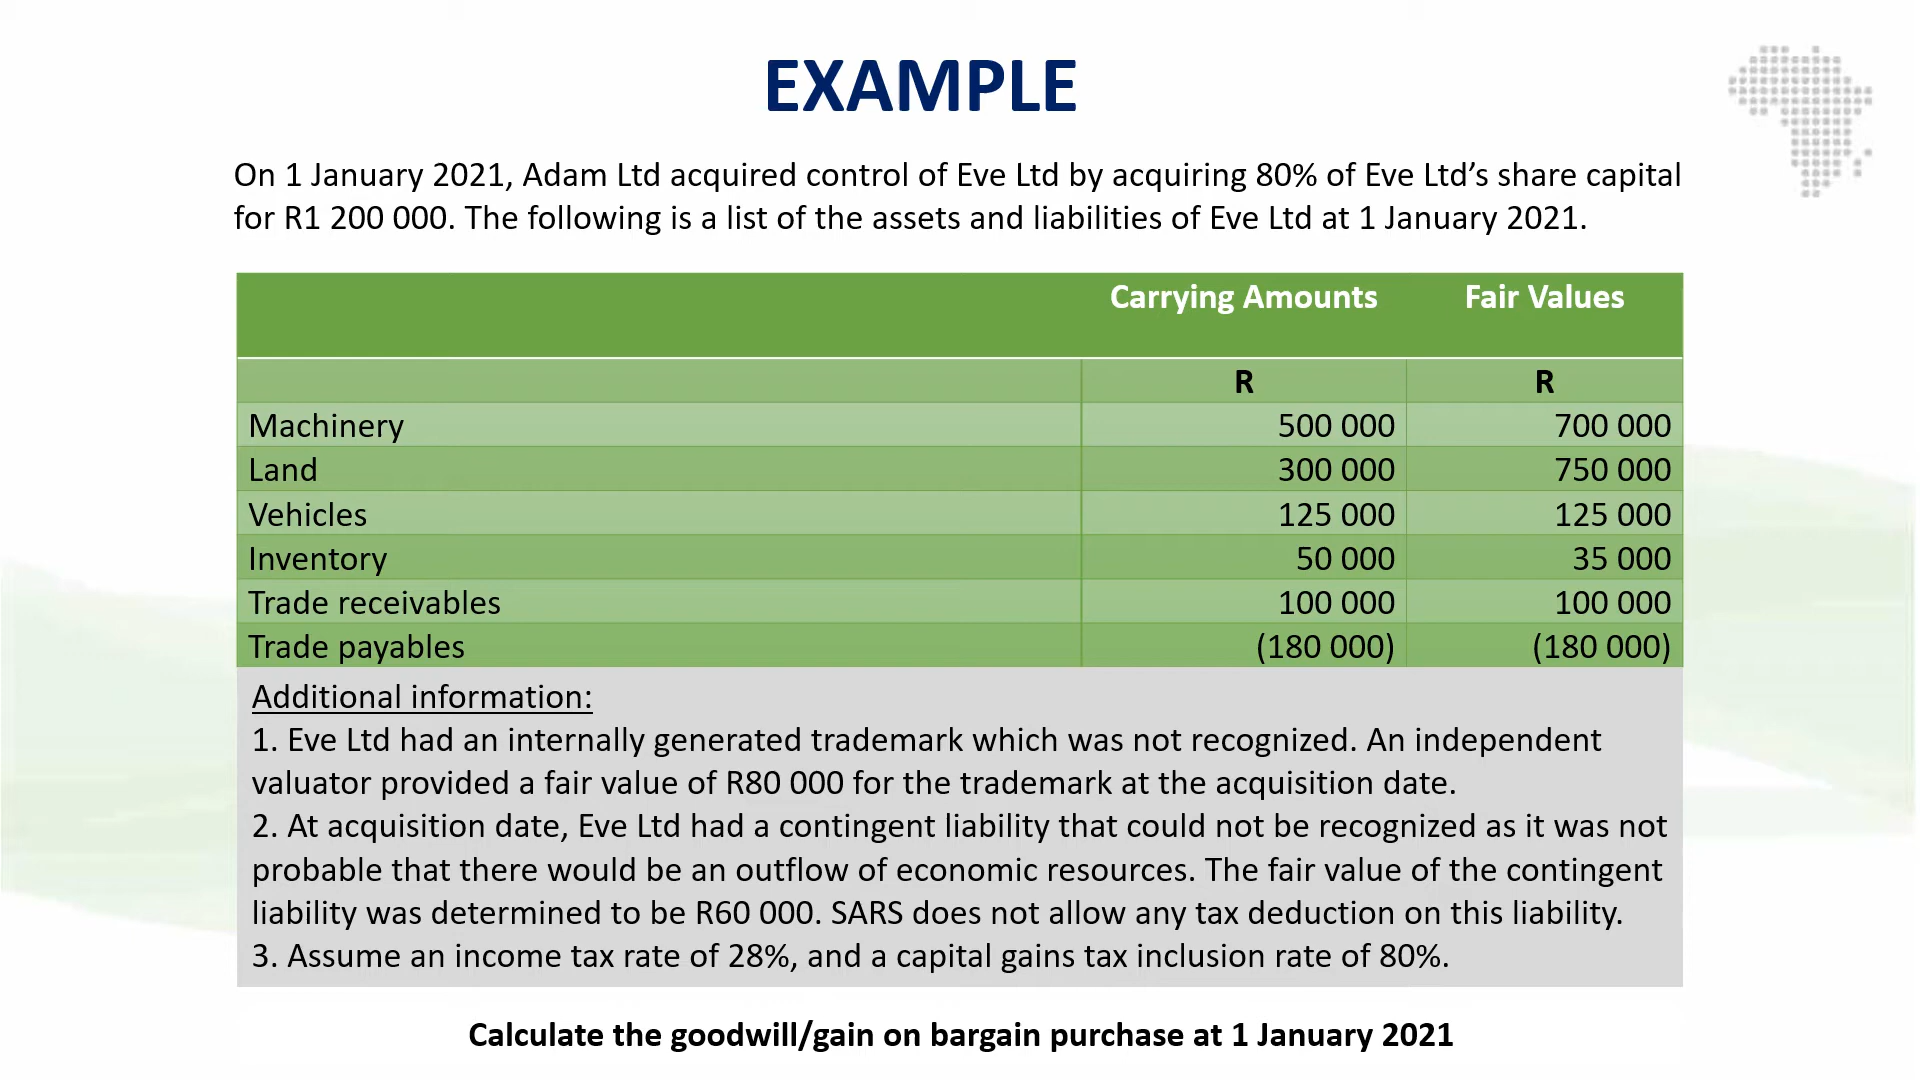 EXAMPLE
On 1 January 2021, Adam Ltd acquired control of Eve Ltd by acquiring 80% of Eve Ltd’s share capital
for R1 200 000. The following is a list of the assets and liabilities of Eve Ltd at 1 January 2021.
Carrying Amounts Fair Values
R R
Machinery 500 000 700 000
Land 300 000 750 000
Vehicles 125 000 125 000
Inventory 50 000 35 000
Trade receivables 100 000 100 000
Trade payables (180 000) (180 000)
Additional information:
1. Eve Ltd had an internally generated trademark which was not recognized. An independent
valuator provided a fair value of R80 000 for the trademark at the acquisition date.
2. At acquisition date, Eve Ltd had a contingent liability that could not be recognized as it was not
probable that there would be an outflow of economic resources. The fair value of the contingent
liability was determined to be R60 000. SARS does not allow any tax deduction on this liability.
3. Assume an income tax rate of 28%, and a capital gains tax inclusion rate of 80%.
Calculate the goodwill/gain on bargain purchase at 1 January 2021